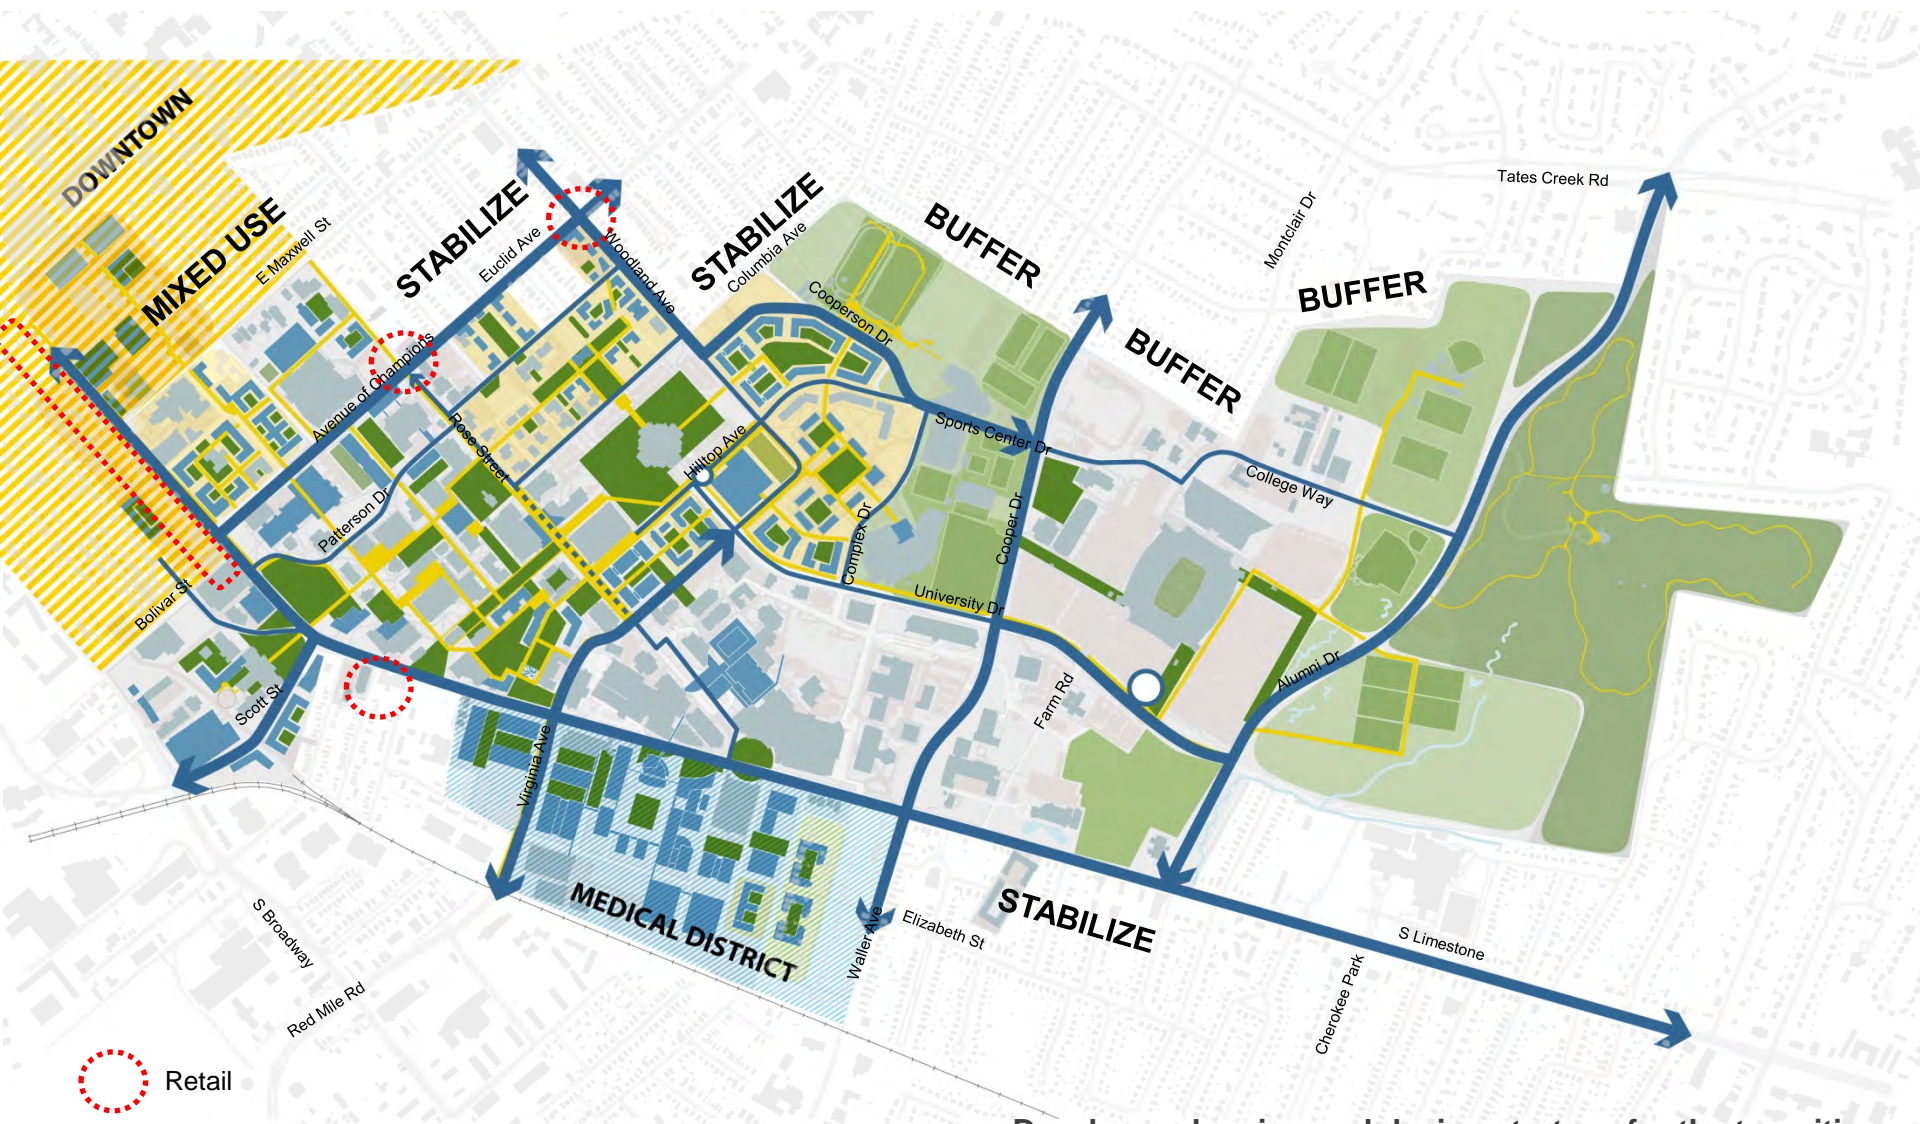 DOWNTOWN
MIXED USE
E Maxwell St
STABILIZE
Euclid Ave
Woodland Ave
STABILIZE
Columbia Ave
BUFFER
Cooperson Dr
BUFFER
Montclair Dr
BUFFER
Tates Creek Rd
Avenue of Champions
Rose Street
Hilltop Ave
Sports Center Dr
College Way
Patterson Dr
Complex Dr
Cooper Dr
University Dr
Bolivar St
Scott St
Farm Rd
Alumni Dr
Virginia Ave
MEDICAL DISTRICT
Waller Ave
Elizabeth St
STABILIZE
S Limestone
Cherokee Park
S Broadway
Red Mile Rd
Retail